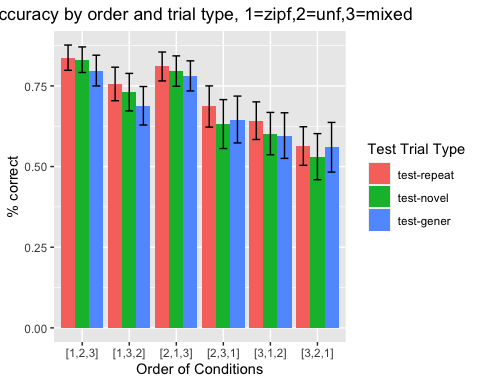 ccuracy by order and trial type, 1=zipf,2=unf,3=mixed
% correct
0.75
0.50
0.25
0.00
[1,2,3] [1,3,2] [2,1,3] [2,3,1] [3,1,2] [3,2,1]
Order of Conditions
Test Trial Type
test-repeat
test-novel
test-gener